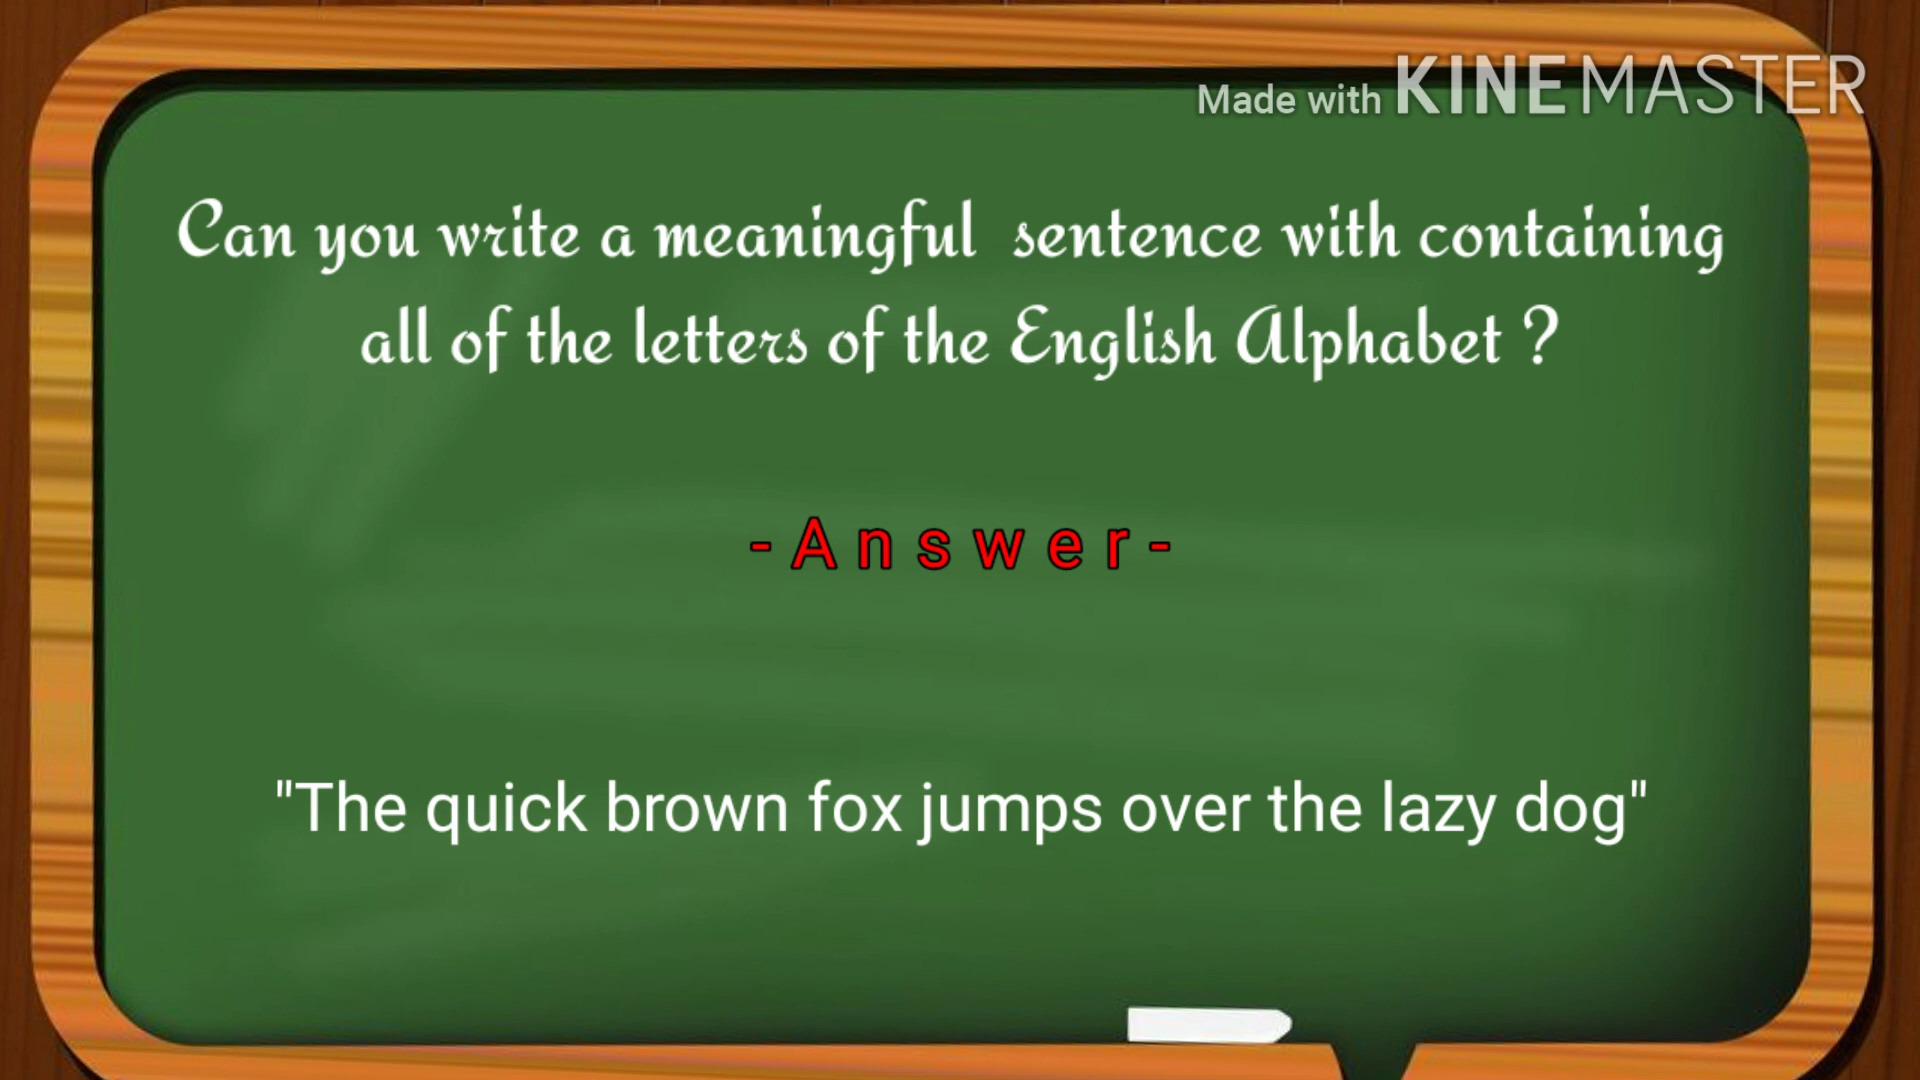 Made with KINEMASTER
Can you write a meaningful sentence with containing
all of the letters of the English Alphabet ?
-Answer-
"The quick brown fox jumps over the lazy dog"